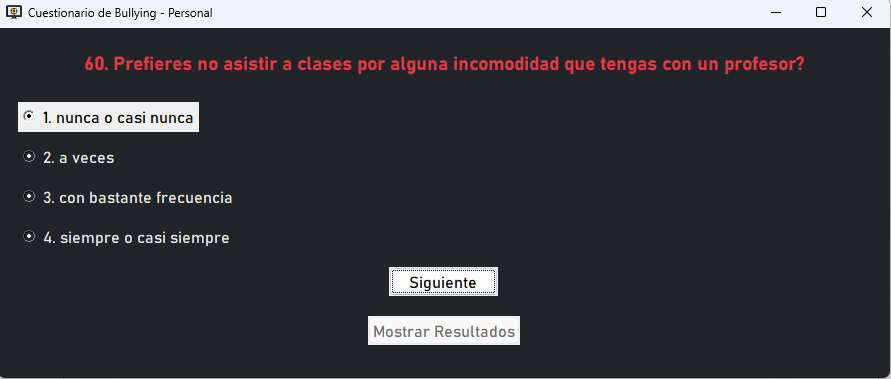 Cuestionario de Bullying - Personal
60. Prefieres no asistir a clases por alguna incomodidad que tengas con un profesor?
1. nunca o casi nunca
2. a veces
3. con bastante frecuencia
4. siempre o casi siempre
Siguiente
Mostrar Resultados